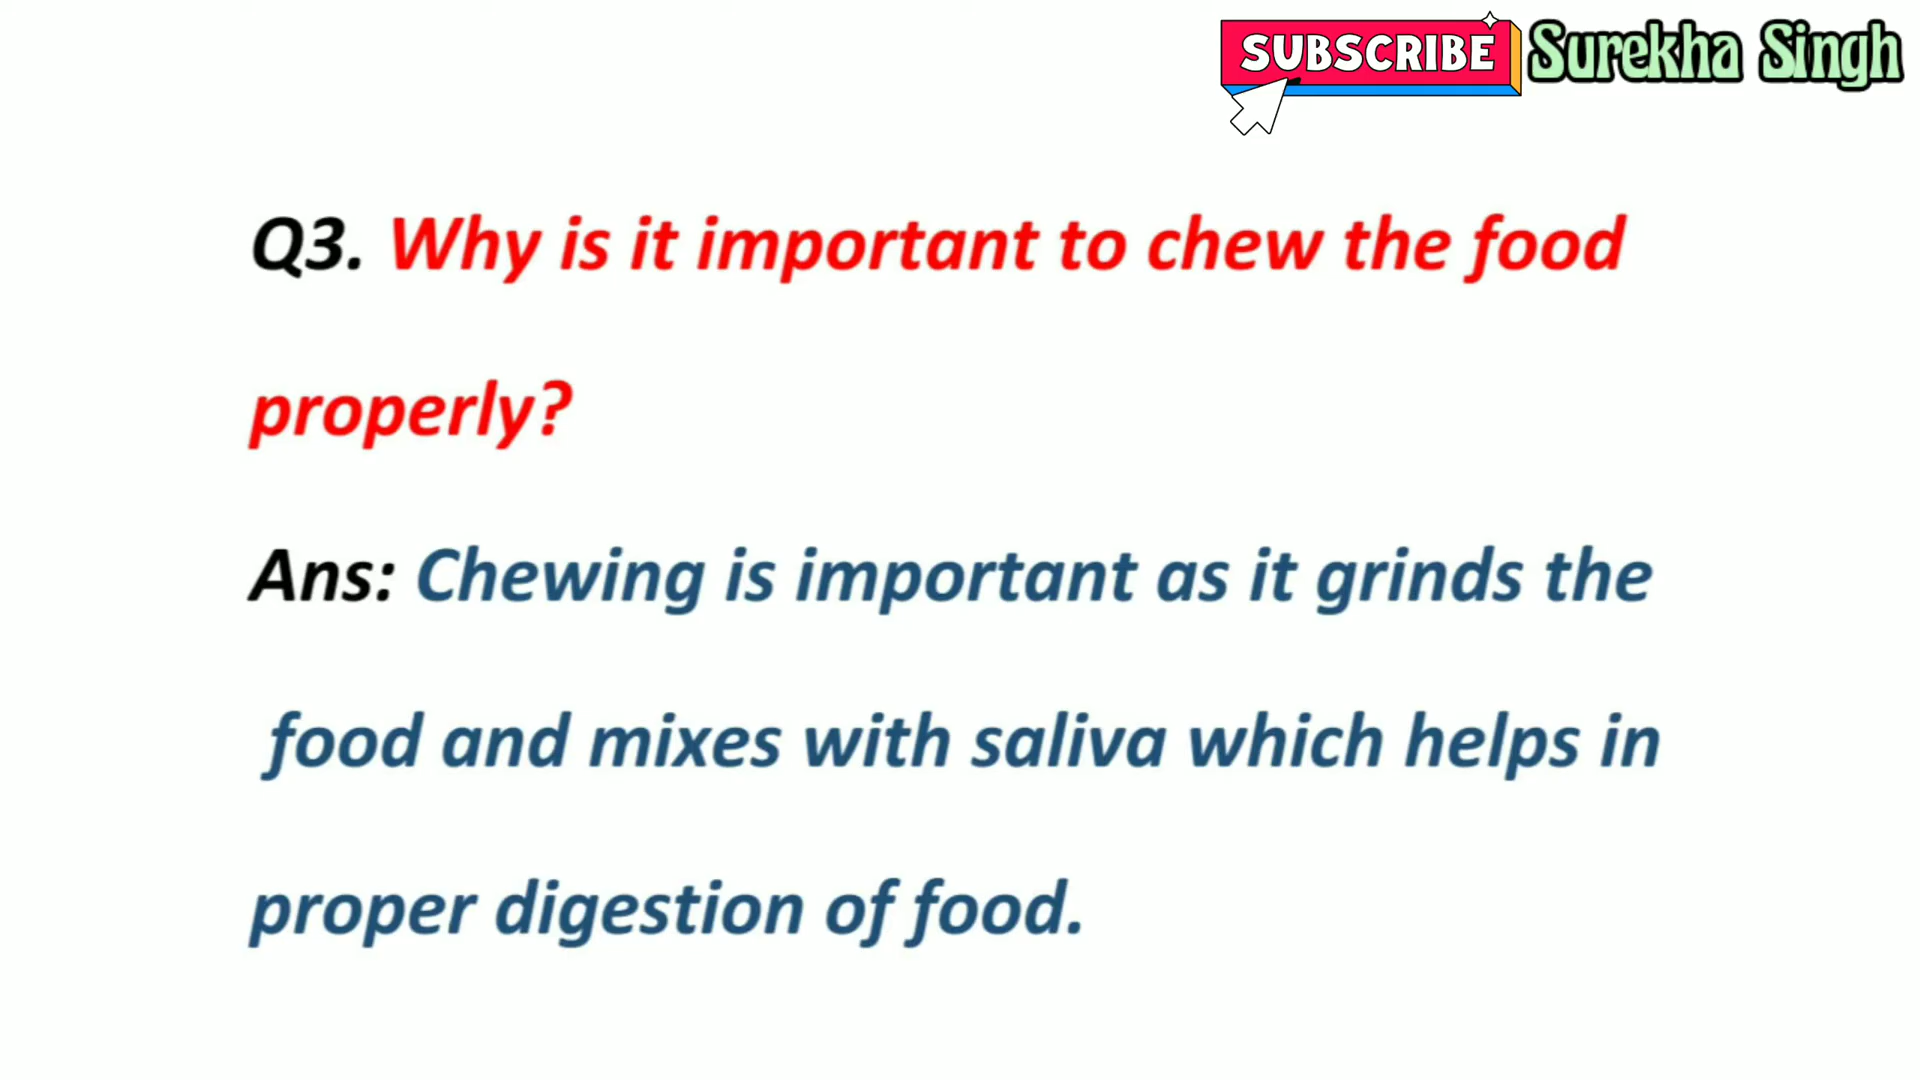 SUBSCRIBE Surekha Singh
Q3. Why is it important to chew the food
properly?
Ans: Chewing is important as it grinds the
food and mixes with saliva which helps in
proper digestion of food.